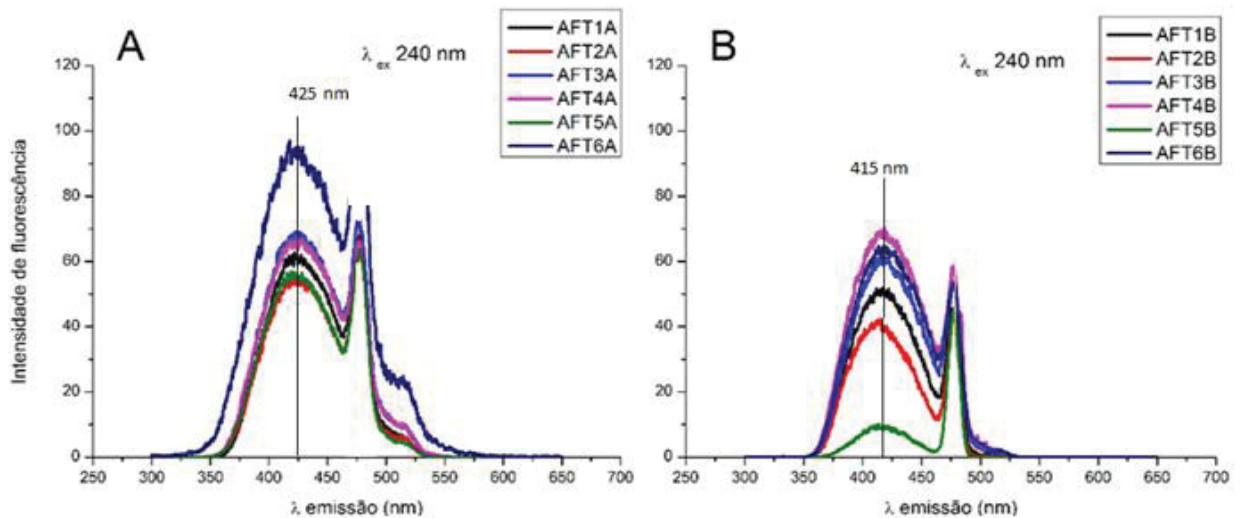 A
λ ex 240 nm
AFT1A
AFT2A
AFT3A
AFT4A
AFT5A
AFT6A
425 nm
Intensidade de fluorescência
120
100
80
60
40
20
0
250 300 350 400 450 500 550 600 650 700
λ emissão (nm)
B
λ ex 240 nm
AFT1B
AFT2B
AFT3B
AFT4B
AFT5B
AFT6B
415 nm
120
100
80
60
40
20
0
250 300 350 400 450 500 550 600 650 700
λ emissão (nm)